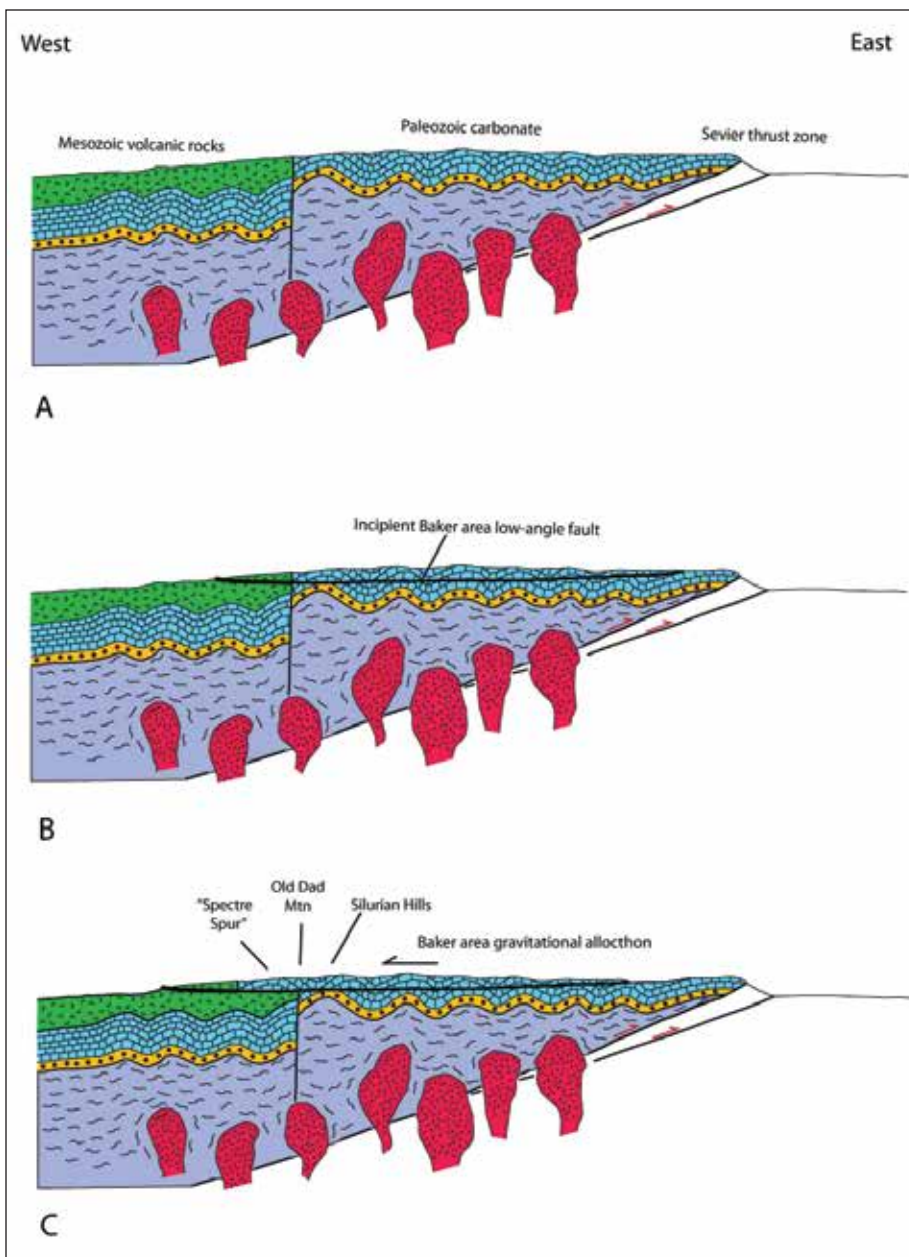 West
East
Mesozoic volcanic rocks
Paleozoic carbonate
Sevier thrust zone
A
Incipient Baker area low-angle fault
B
"Spectre
Spur"
Old Dad
Mtn
Silurian Hills
Baker area gravitational allocthon
C